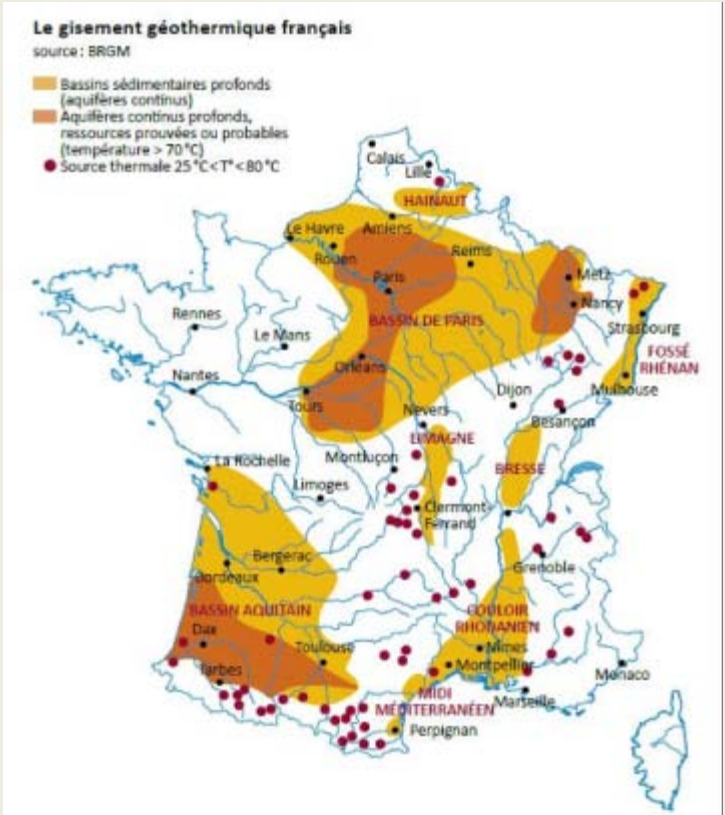 Le gisement géothermique français
source : BRGM
Bassins sédimentaires profonds
(aquifères continus)
Aquifères continus profonds,
ressources prouvées ou probables
(température > 70 °C)
Source thermale 25 °C < T° < 80 °C
Calais
Lille
HAINAUT
Le Havre
Amiens
Rouen
Reims
Paris
Metz
Nancy
BASSIN DE PARIS
Strasbourg
Rennes
Le Mans
FOSSÉ
RHÉNAN
Orléans
Nantes
Mulhouse
Tours
Dijon
Nevers
Besançon
LIMAGNE
La Rochelle
Montluçon
BRESSE
Limoges
Clermont-
Ferrand
Bergerac
Grenoble
Bordeaux
BASSIN AQUITAIN
COULOIR
RHODANIEN
Dax
Toulouse
Nîmes
Tarbes
Montpellier
Monaco
MIDI
MÉDITERRANÉEN
Marseille
Perpignan